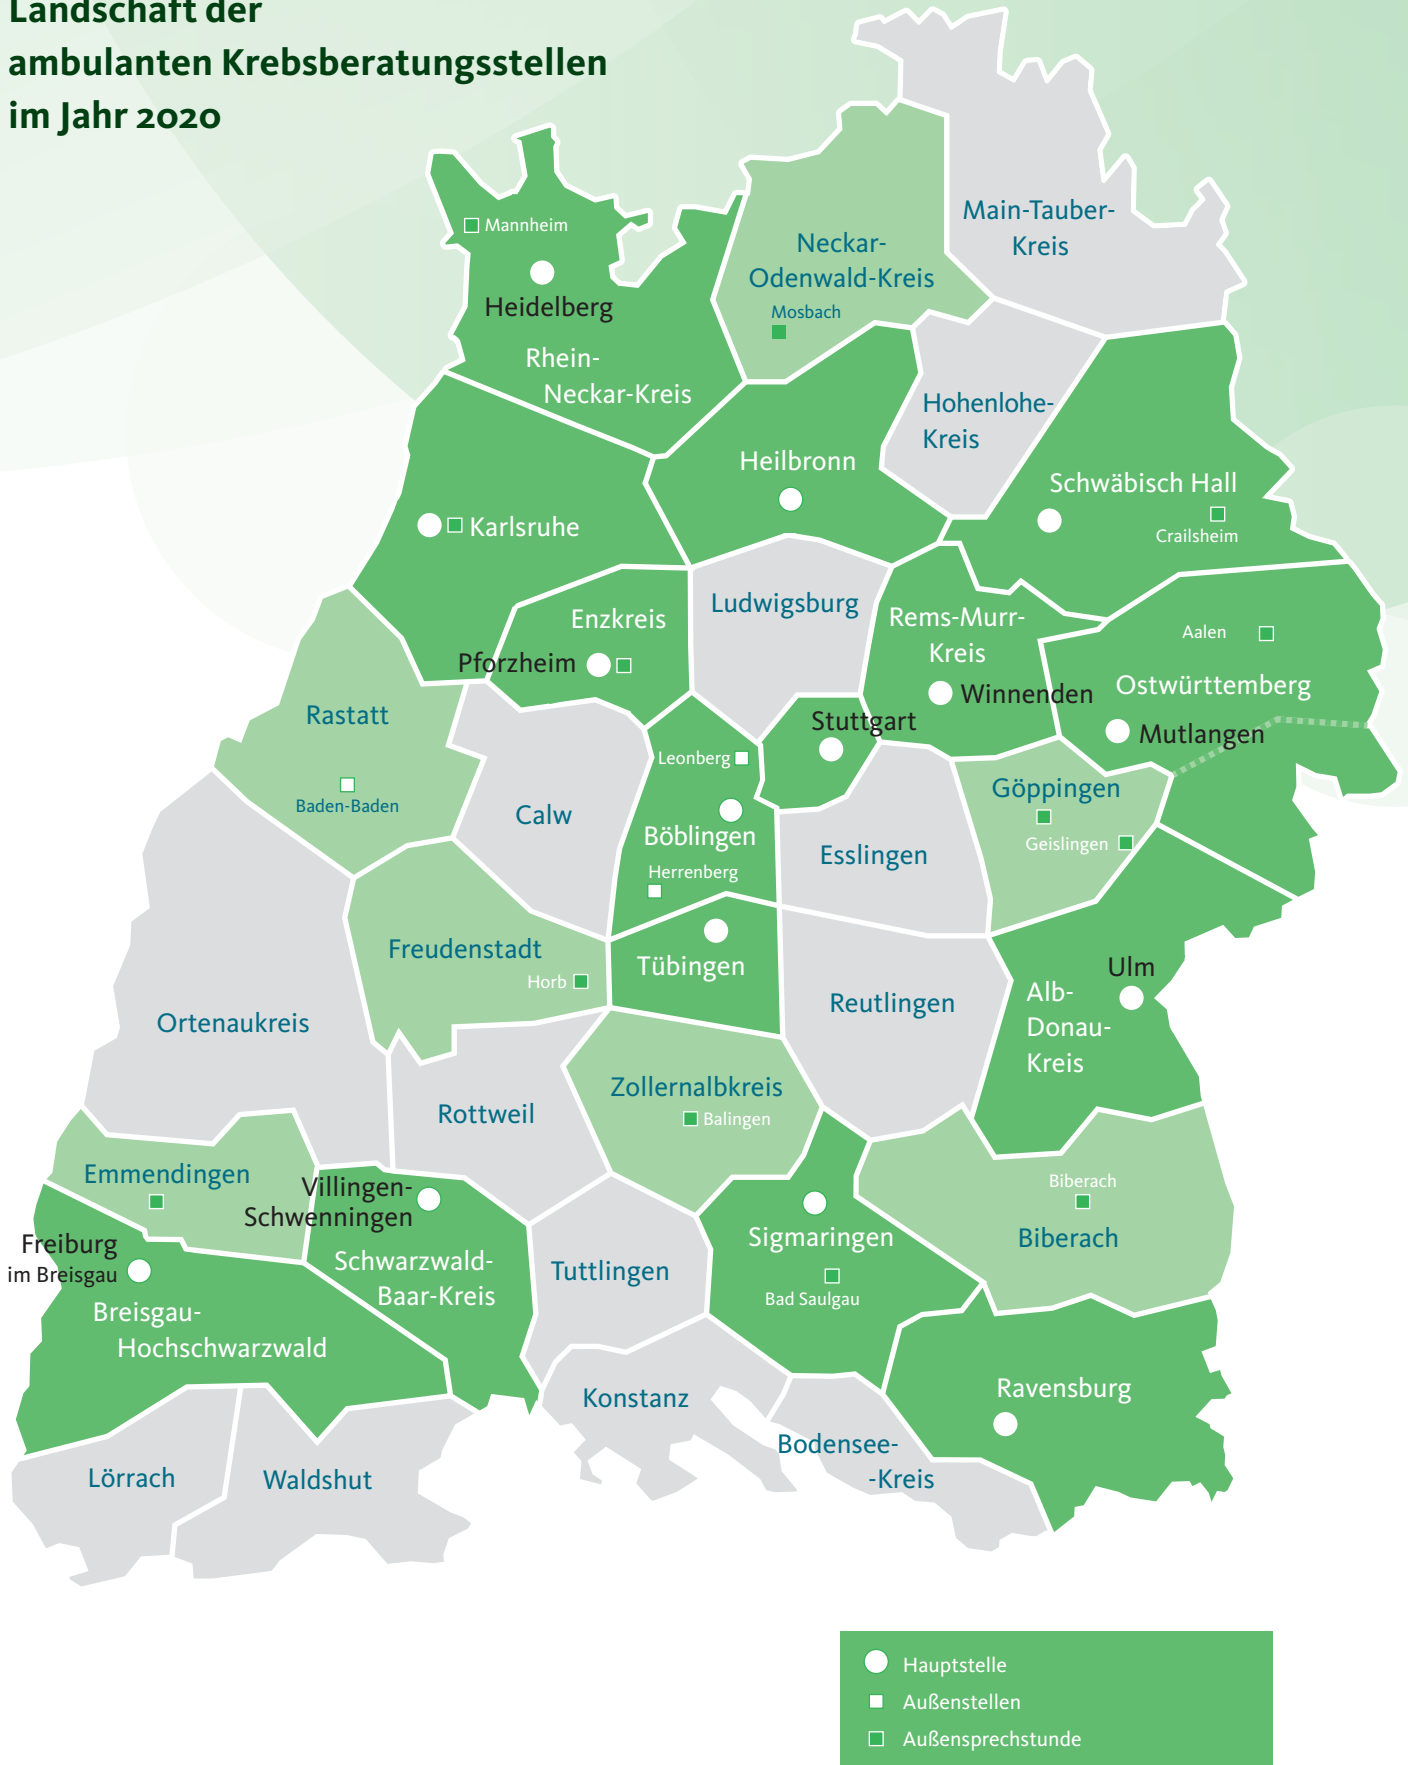 Landschaft der
ambulanten Krebsberatungsstellen
im Jahr 2020
Main-Tauber-
Kreis
Mannheim
Neckar-
Odenwald-Kreis
Mosbach
Heidelberg
Rhein-
Neckar-Kreis
Hohenlohe-
Kreis
Heilbronn
Schwäbisch Hall
Crailsheim
Karlsruhe
Ludwigsburg
Enzkreis
Pforzheim
Rems-Murr-
Kreis
Winnenden
Aalen
Ostwürttemberg
Mutlangen
Rastatt
Baden-Baden
Stuttgart
Leonberg
Böblingen
Herrenberg
Calw
Esslingen
Göppingen
Geislingen
Freudenstadt
Horb
Tübingen
Reutlingen
Ulm
Alb-
Donau-
Kreis
Ortenaukreis
Zollernalbkreis
Balingen
Rottweil
Emmendingen
Villingen-
Schwenningen
Biberach
Biberach
Freiburg
im Breisgau
Sigmaringen
Bad Saulgau
Schwarzwald-
Baar-Kreis
Tuttlingen
Breisgau-
Hochschwarzwald
Ravensburg
Konstanz
Bodensee-
-Kreis
Lörrach
Waldshut
Hauptstelle
Außenstellen
Außensprechstunde